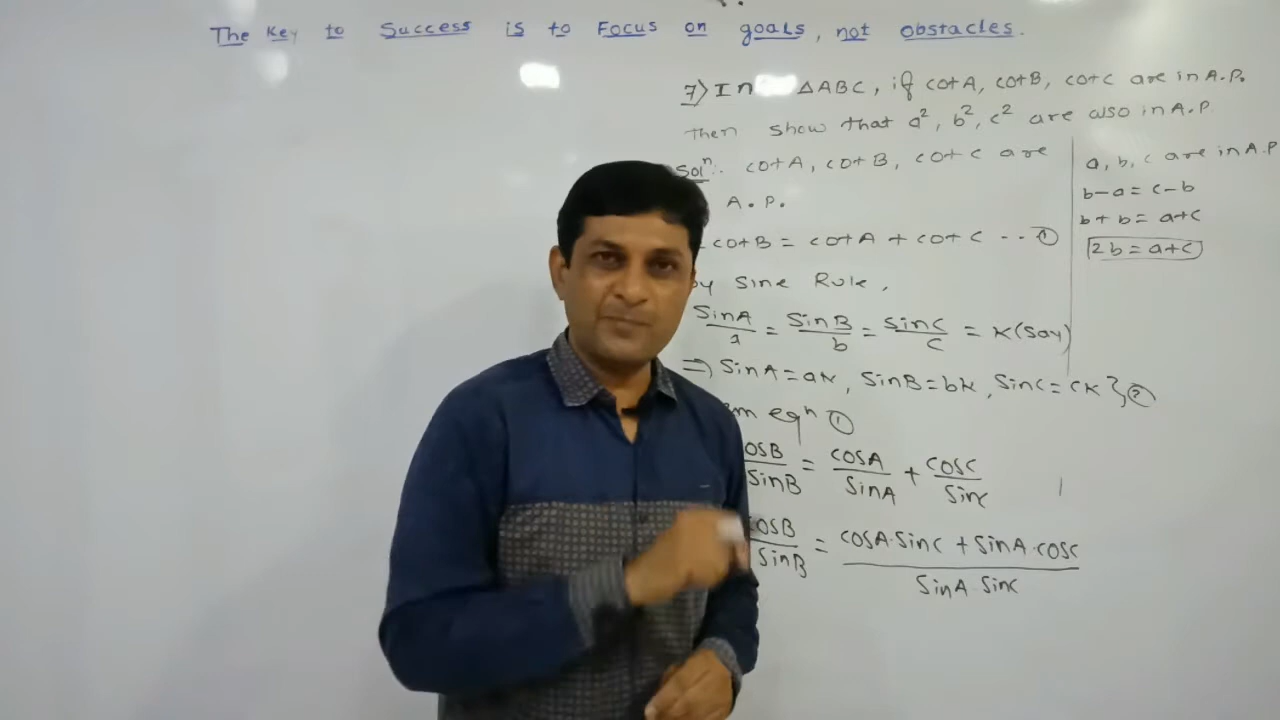 The Key to Success is to Focus on goals, not obstacles.
7) In △ABC, if cotA, cotB, cotC are in A.P.
then show that a², b², c² are also in A.P.
Solⁿ:. cotA, cotB, cotC are
A.P.
cotB = cotA + cotC --- ①
Sine Rule,
SinA/a = SinB/b = SinC/c = K (say)
⇒ SinA = aK, SinB = bK, SinC = cK } ②
eqⁿ ①
cosB/SinB = cosA/SinA + cosC/SinC
cosB/SinB = cosA·SinC + SinA·cosC/SinA·SinC
a, b, c are in A.P
b-a = c-b
b+b = a+c
2b = a+c